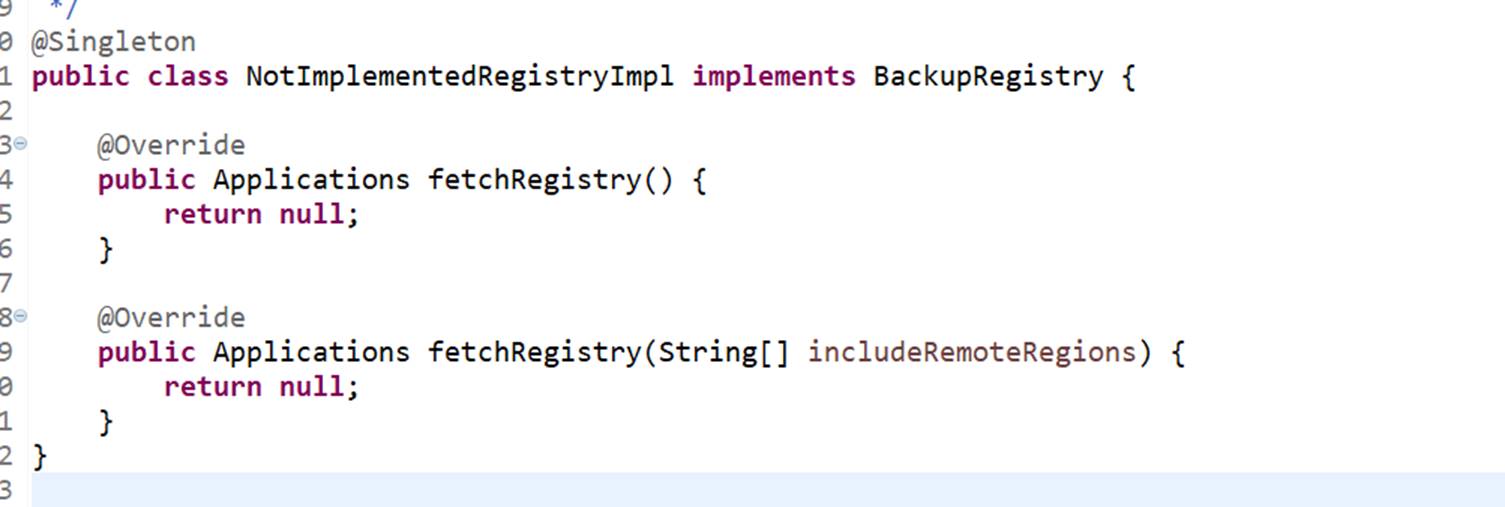 9 */
0 @Singleton
1 public class NotImplementedRegistryImpl implements BackupRegistry {
2
3 @Override
4 public Applications fetchRegistry() {
5 return null;
6 }
7
8 @Override
9 public Applications fetchRegistry(String[] includeRemoteRegions) {
0 return null;
1 }
2 }
3